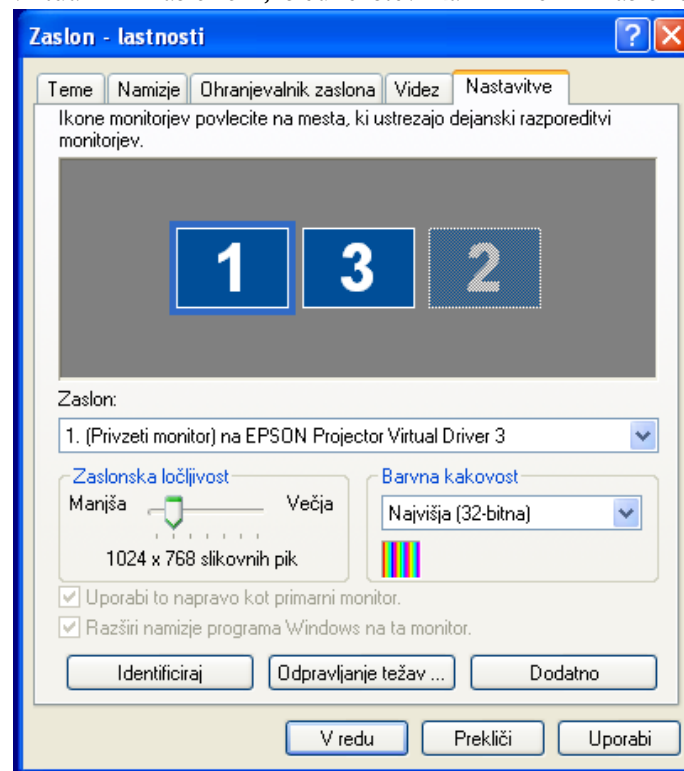 Zaslon - lastnosti
Teme Namizje Ohranjevalnik zaslona Videz Nastavitve
Ikone monitorjev povlecite na mesta, ki ustrezajo dejanski razporeditvi
monitorjev.
1 3 2
Zaslon:
1. (Privzeti monitor) na EPSON Projector Virtual Driver 3
Zaslonska ločljivost Barvna kakovost
Manjša Večja Najvišja (32-bitna)
1024 x 768 slikovnih pik
Uporabi to napravo kot primarni monitor.
Razširi namizje programa Windows na ta monitor.
Identificiraj Odpravljanje težav ... Dodatno
V redu Prekliči Uporabi